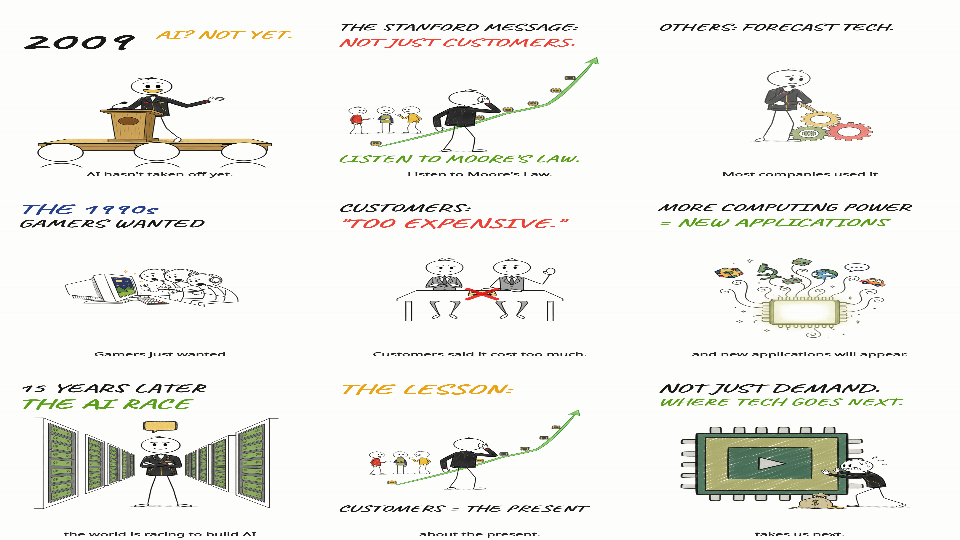 2009
AI? NOT YET.
AI hasn't taken off yet.
THE STANFORD MESSAGE:
NOT JUST CUSTOMERS.
LISTEN TO MOORE'S LAW.
Listen to Moore's Law.
OTHERS: FORECAST TECH.
Most companies used it
THE 1990s
GAMERS WANTED
Gamers just wanted
CUSTOMERS:
"TOO EXPENSIVE."
Customers said it cost too much.
MORE COMPUTING POWER
= NEW APPLICATIONS
and new applications will appear.
15 YEARS LATER
THE AI RACE
the world is racing to build AI
THE LESSON:
CUSTOMERS = THE PRESENT
about the present.
NOT JUST DEMAND.
WHERE TECH GOES NEXT.
takes us next.